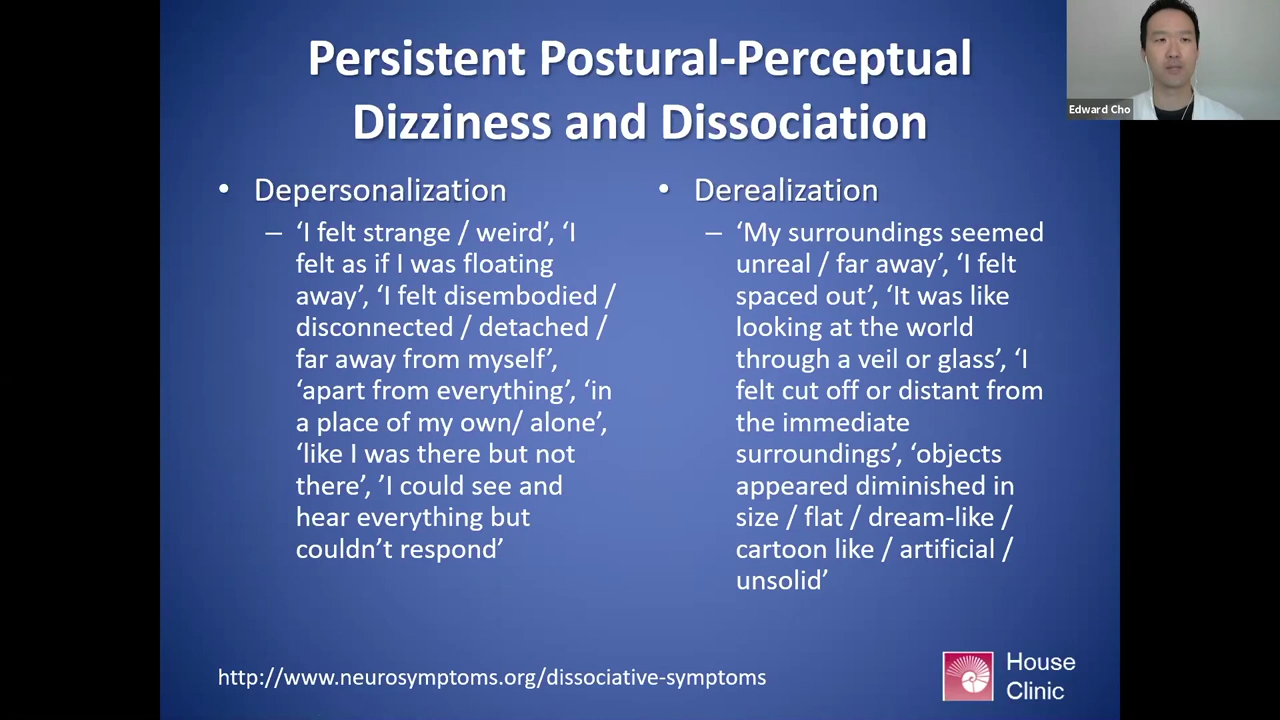 Persistent Postural-Perceptual
Dizziness and Dissociation
Edward Cho
• Depersonalization
– ‘I felt strange / weird’, ‘I
felt as if I was floating
away’, ‘I felt disembodied /
disconnected / detached /
far away from myself’,
‘apart from everything’, ‘in
a place of my own/ alone’,
‘like I was there but not
there’, ’I could see and
hear everything but
couldn’t respond’
• Derealization
– ‘My surroundings seemed
unreal / far away’, ‘I felt
spaced out’, ‘It was like
looking at the world
through a veil or glass’, ‘I
felt cut off or distant from
the immediate
surroundings’, ‘objects
appeared diminished in
size / flat / dream-like /
cartoon like / artificial /
unsolid’
http://www.neurosymptoms.org/dissociative-symptoms
House
Clinic